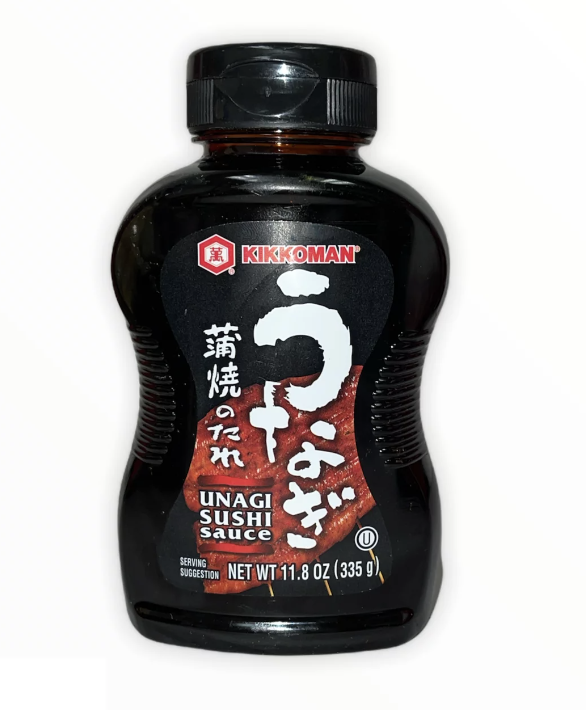 萬
KIKKOMAN®
うなぎ
蒲焼のたれ
UNAGI
SUSHI
sauce
U
SERVING
SUGGESTION
NET WT 11.8 OZ (335 g)